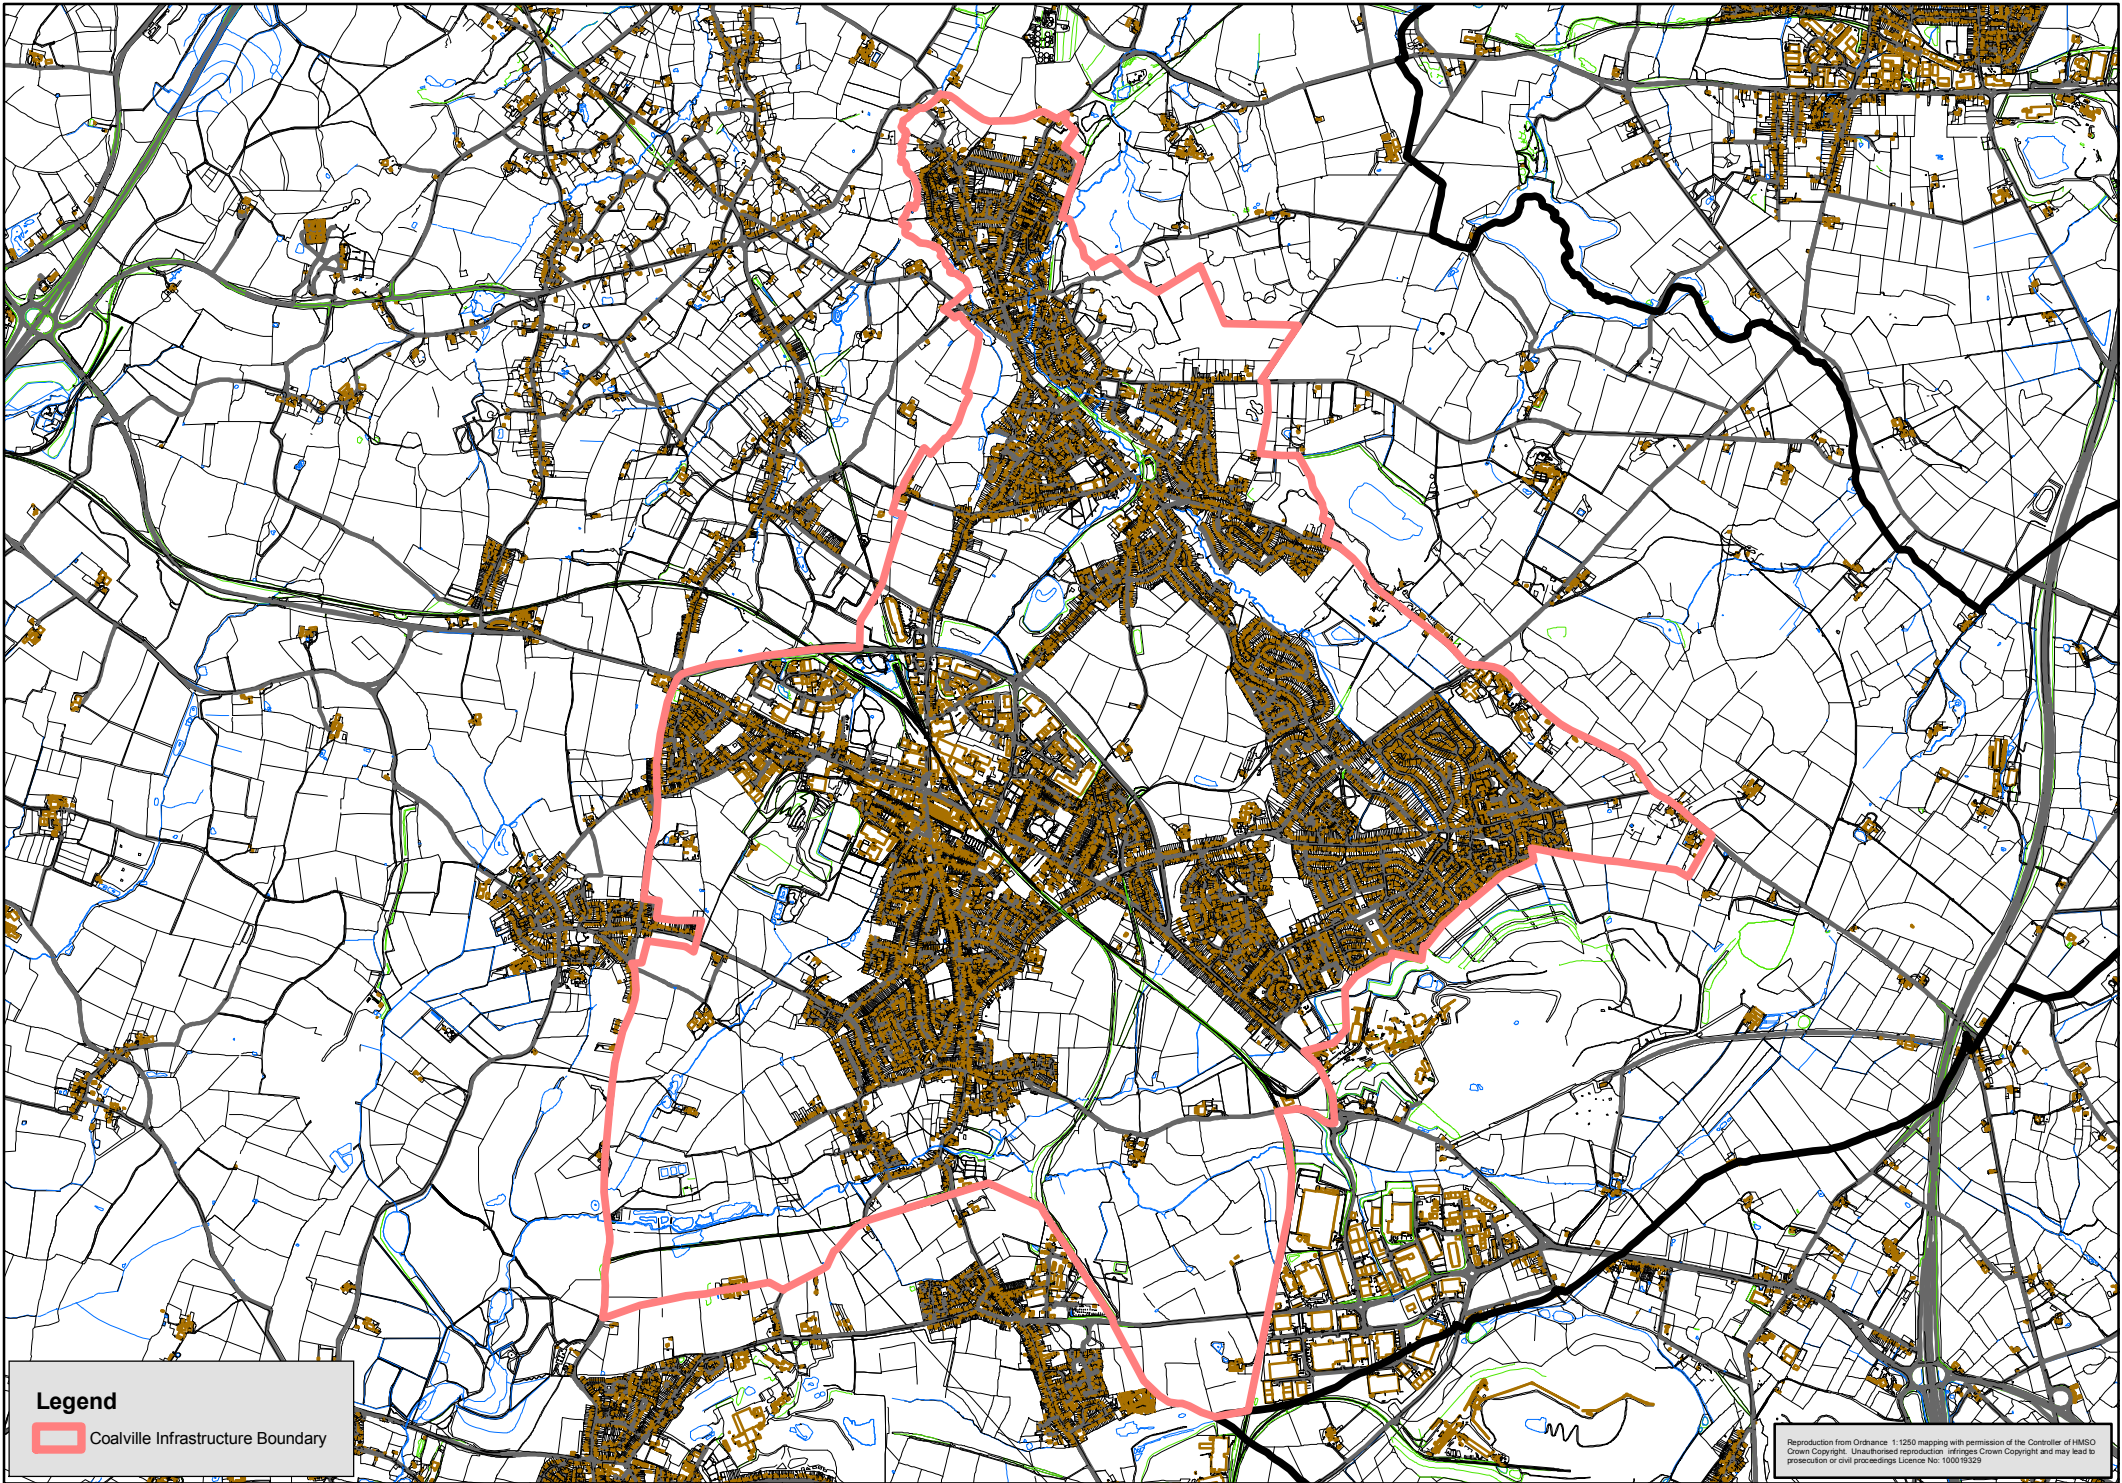 Legend
Coalville Infrastructure Boundary
Reproduction from Ordnance 1:1250 mapping with permission of the Controller of HMSO
Crown Copyright. Unauthorised reproduction infringes Crown Copyright and may lead to
prosecution or civil proceedings Licence No: 100019329